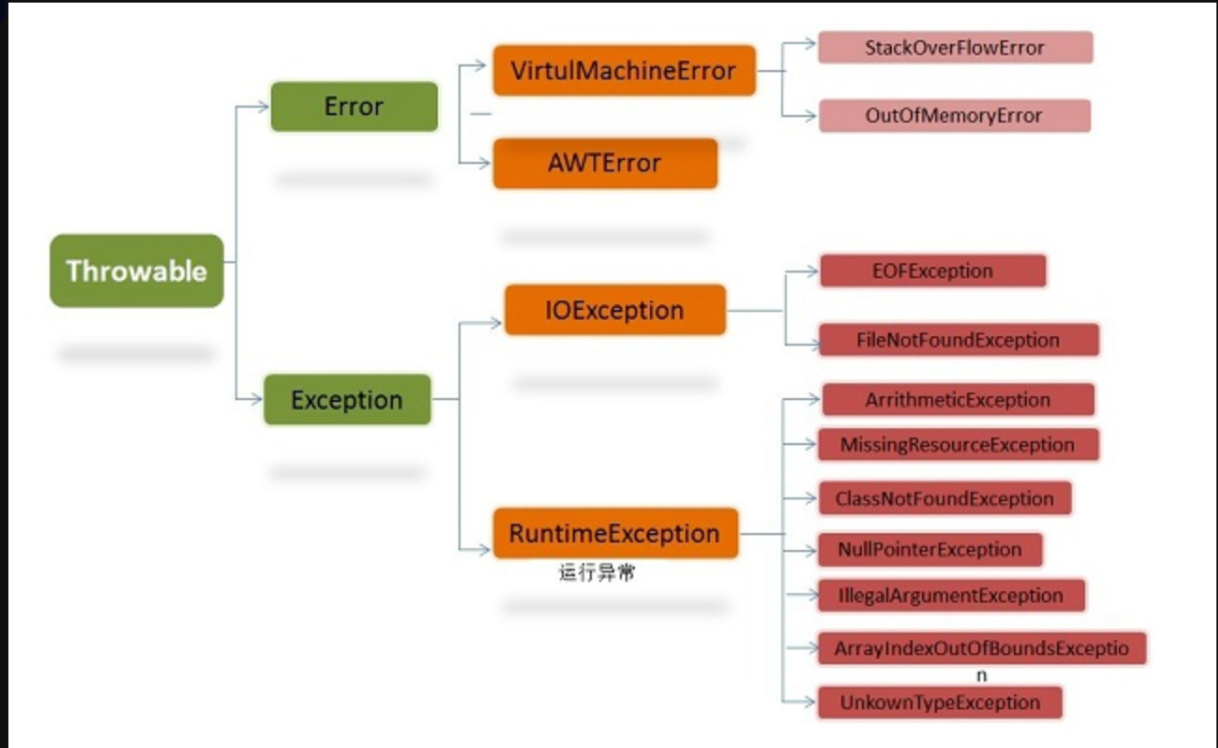 Throwable
Error
VirtulMachineError
StackOverFlowError
OutOfMemoryError
AWTError
Exception
IOException
EOFException
FileNotFoundException
RuntimeException
运行异常
ArrithmeticException
MissingResourceException
ClassNotFoundException
NullPointerException
IllegalArgumentException
ArrayIndexOutOfBoundsExceptio
n
UnkownTypeException